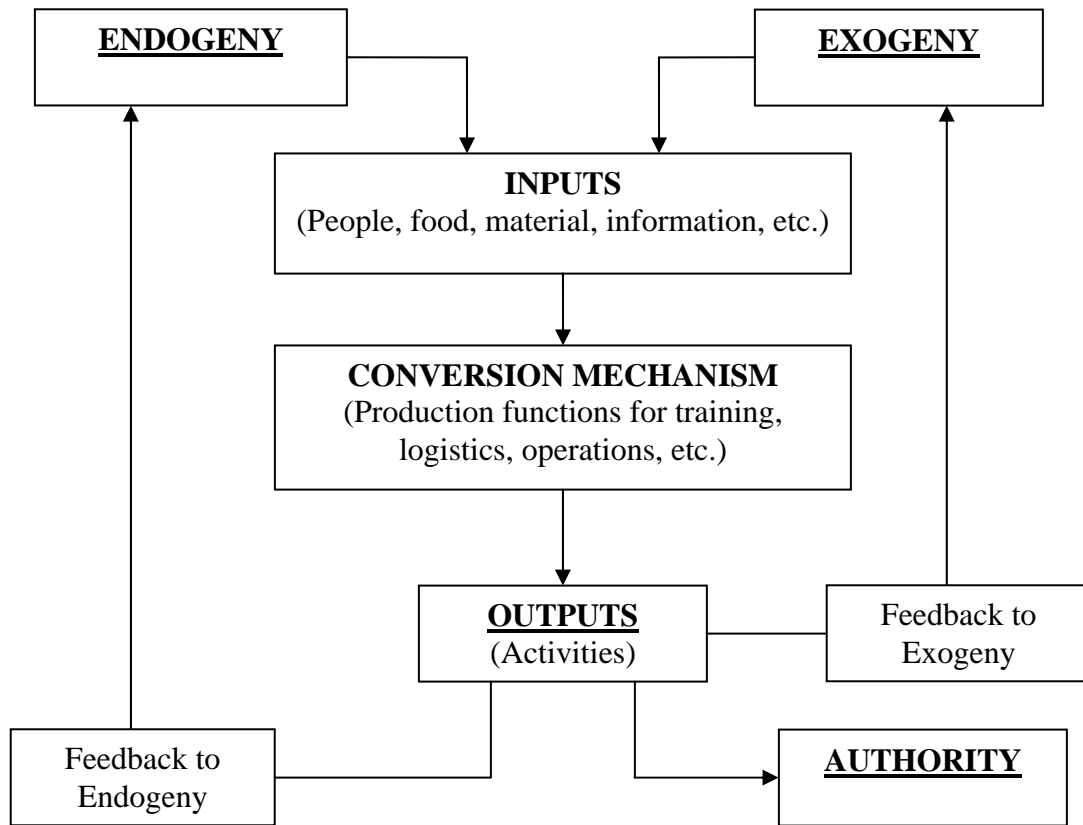 ENDOGENY
EXOGENY
INPUTS
(People, food, material, information, etc.)
CONVERSION MECHANISM
(Production functions for training,
logistics, operations, etc.)
OUTPUTS
(Activities)
Feedback to
Exogeny
Feedback to
Endogeny
AUTHORITY